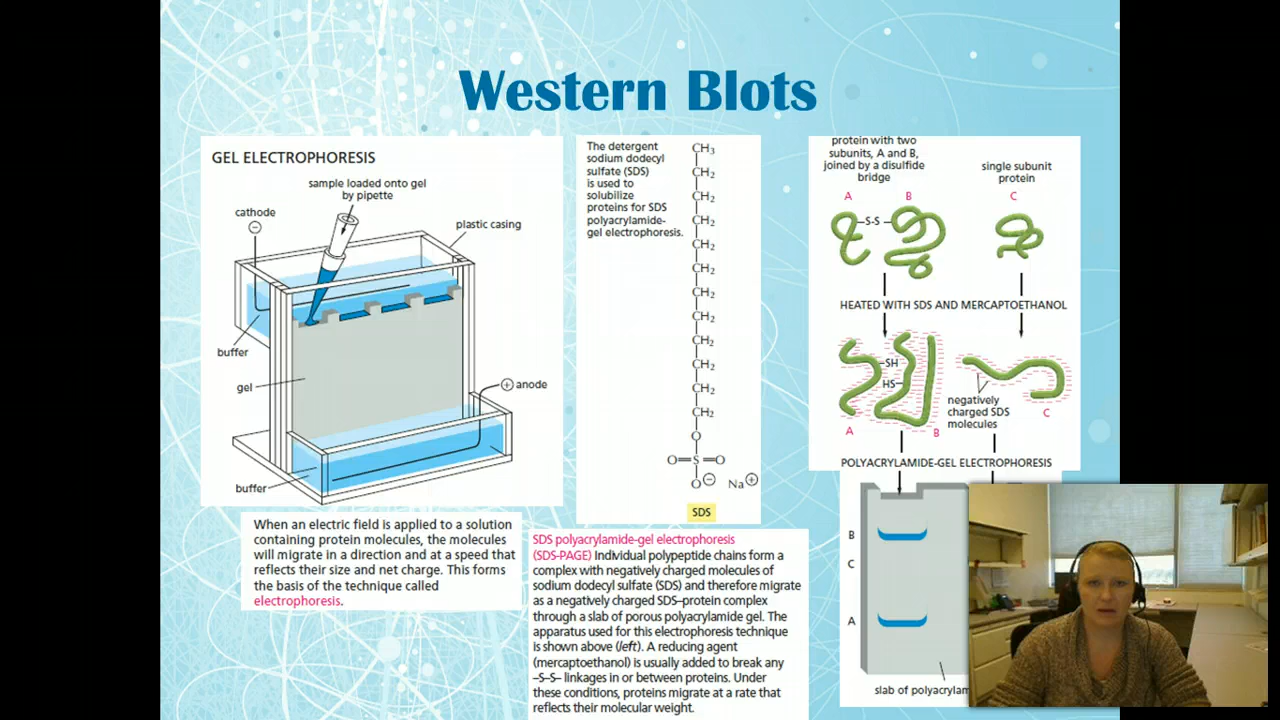 Western Blots
GEL ELECTROPHORESIS
sample loaded onto gel
by pipette
cathode
−
plastic casing
buffer
gel
+ anode
buffer
When an electric field is applied to a solution
containing protein molecules, the molecules
will migrate in a direction and at a speed that
reflects their size and net charge. This forms
the basis of the technique called
electrophoresis.
The detergent
sodium dodecyl
sulfate (SDS)
is used to
solubilize
proteins for SDS
polyacrylamide-
gel electrophoresis.
CH3
CH2
CH2
CH2
CH2
CH2
CH2
CH2
CH2
CH2
CH2
CH2
O
O=S=O
O − Na +
SDS
SDS polyacrylamide-gel electrophoresis
(SDS-PAGE) Individual polypeptide chains form a
complex with negatively charged molecules of
sodium dodecyl sulfate (SDS) and therefore migrate
as a negatively charged SDS–protein complex
through a slab of porous polyacrylamide gel. The
apparatus used for this electrophoresis technique
is shown above (left). A reducing agent
(mercaptoethanol) is usually added to break any
–S–S– linkages in or between proteins. Under
these conditions, proteins migrate at a rate that
reflects their molecular weight.
protein with two
subunits, A and B,
joined by a disulfide
bridge
single subunit
protein
A B C
S-S
HEATED WITH SDS AND MERCAPTOETHANOL
SH
HS
negatively
charged SDS
molecules
A B C
POLYACRYLAMIDE-GEL ELECTROPHORESIS
B
C
A
slab of polyacrylam